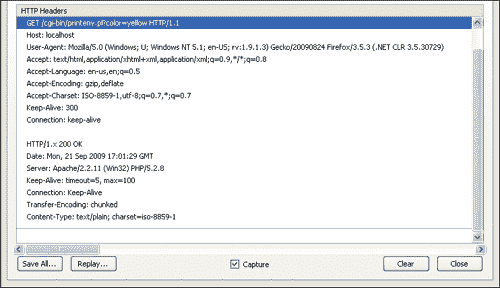 HTTP Headers
GET /cgi-bin/printenv.pl?color=yellow HTTP/1.1
Host: localhost
User-Agent: Mozilla/5.0 (Windows; U; Windows NT 5.1; en-US; rv:1.9.1.3) Gecko/20090824 Firefox/3.5.3 (.NET CLR 3.5.30729)
Accept: text/html,application/xhtml+xml,application/xml;q=0.9,*/*;q=0.8
Accept-Language: en-us,en;q=0.5
Accept-Encoding: gzip,deflate
Accept-Charset: ISO-8859-1,utf-8;q=0.7,*;q=0.7
Keep-Alive: 300
Connection: keep-alive
HTTP/1.x 200 OK
Date: Mon, 21 Sep 2009 17:01:29 GMT
Server: Apache/2.2.11 (Win32) PHP/5.2.8
Keep-Alive: timeout=5, max=100
Connection: Keep-Alive
Transfer-Encoding: chunked
Content-Type: text/plain; charset=iso-8859-1
Save All... Replay... Capture Clear Close